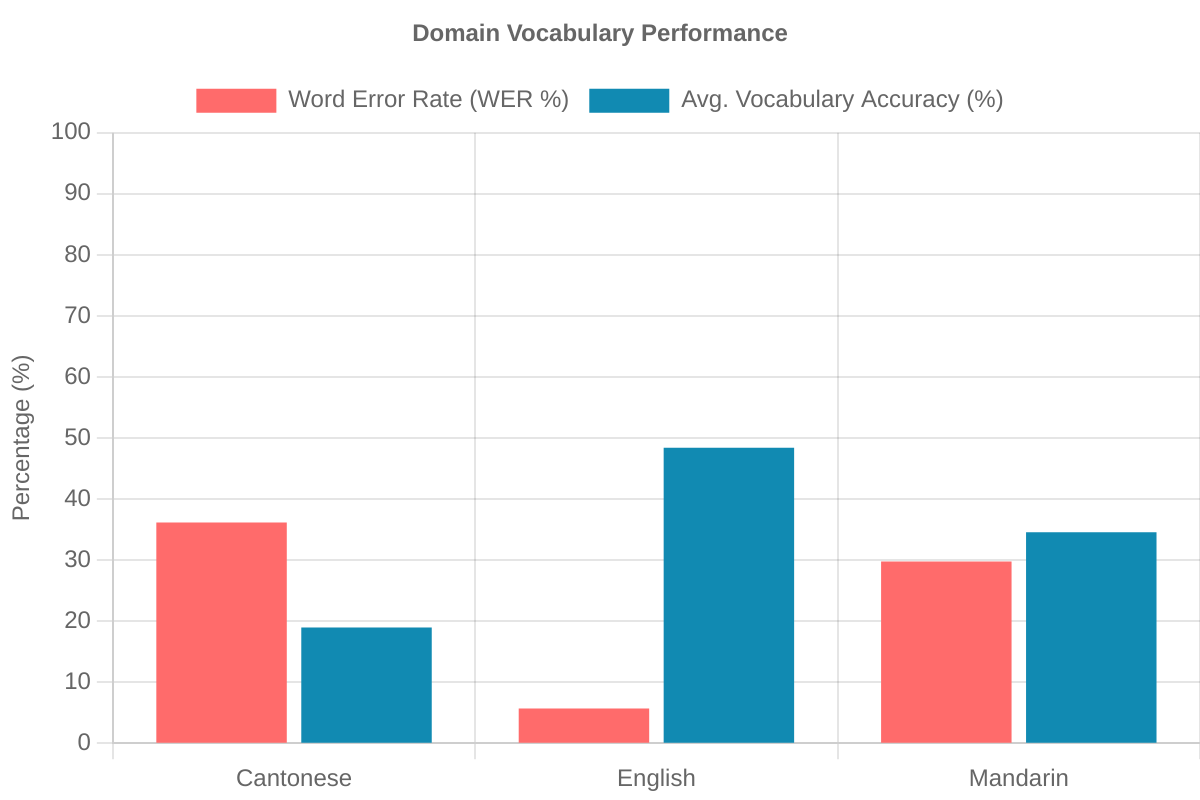 Domain Vocabulary Performance
Word Error Rate (WER %) Avg. Vocabulary Accuracy (%)
100
90
80
70
60
50
40
30
20
10
0
Percentage (%)
Cantonese English Mandarin